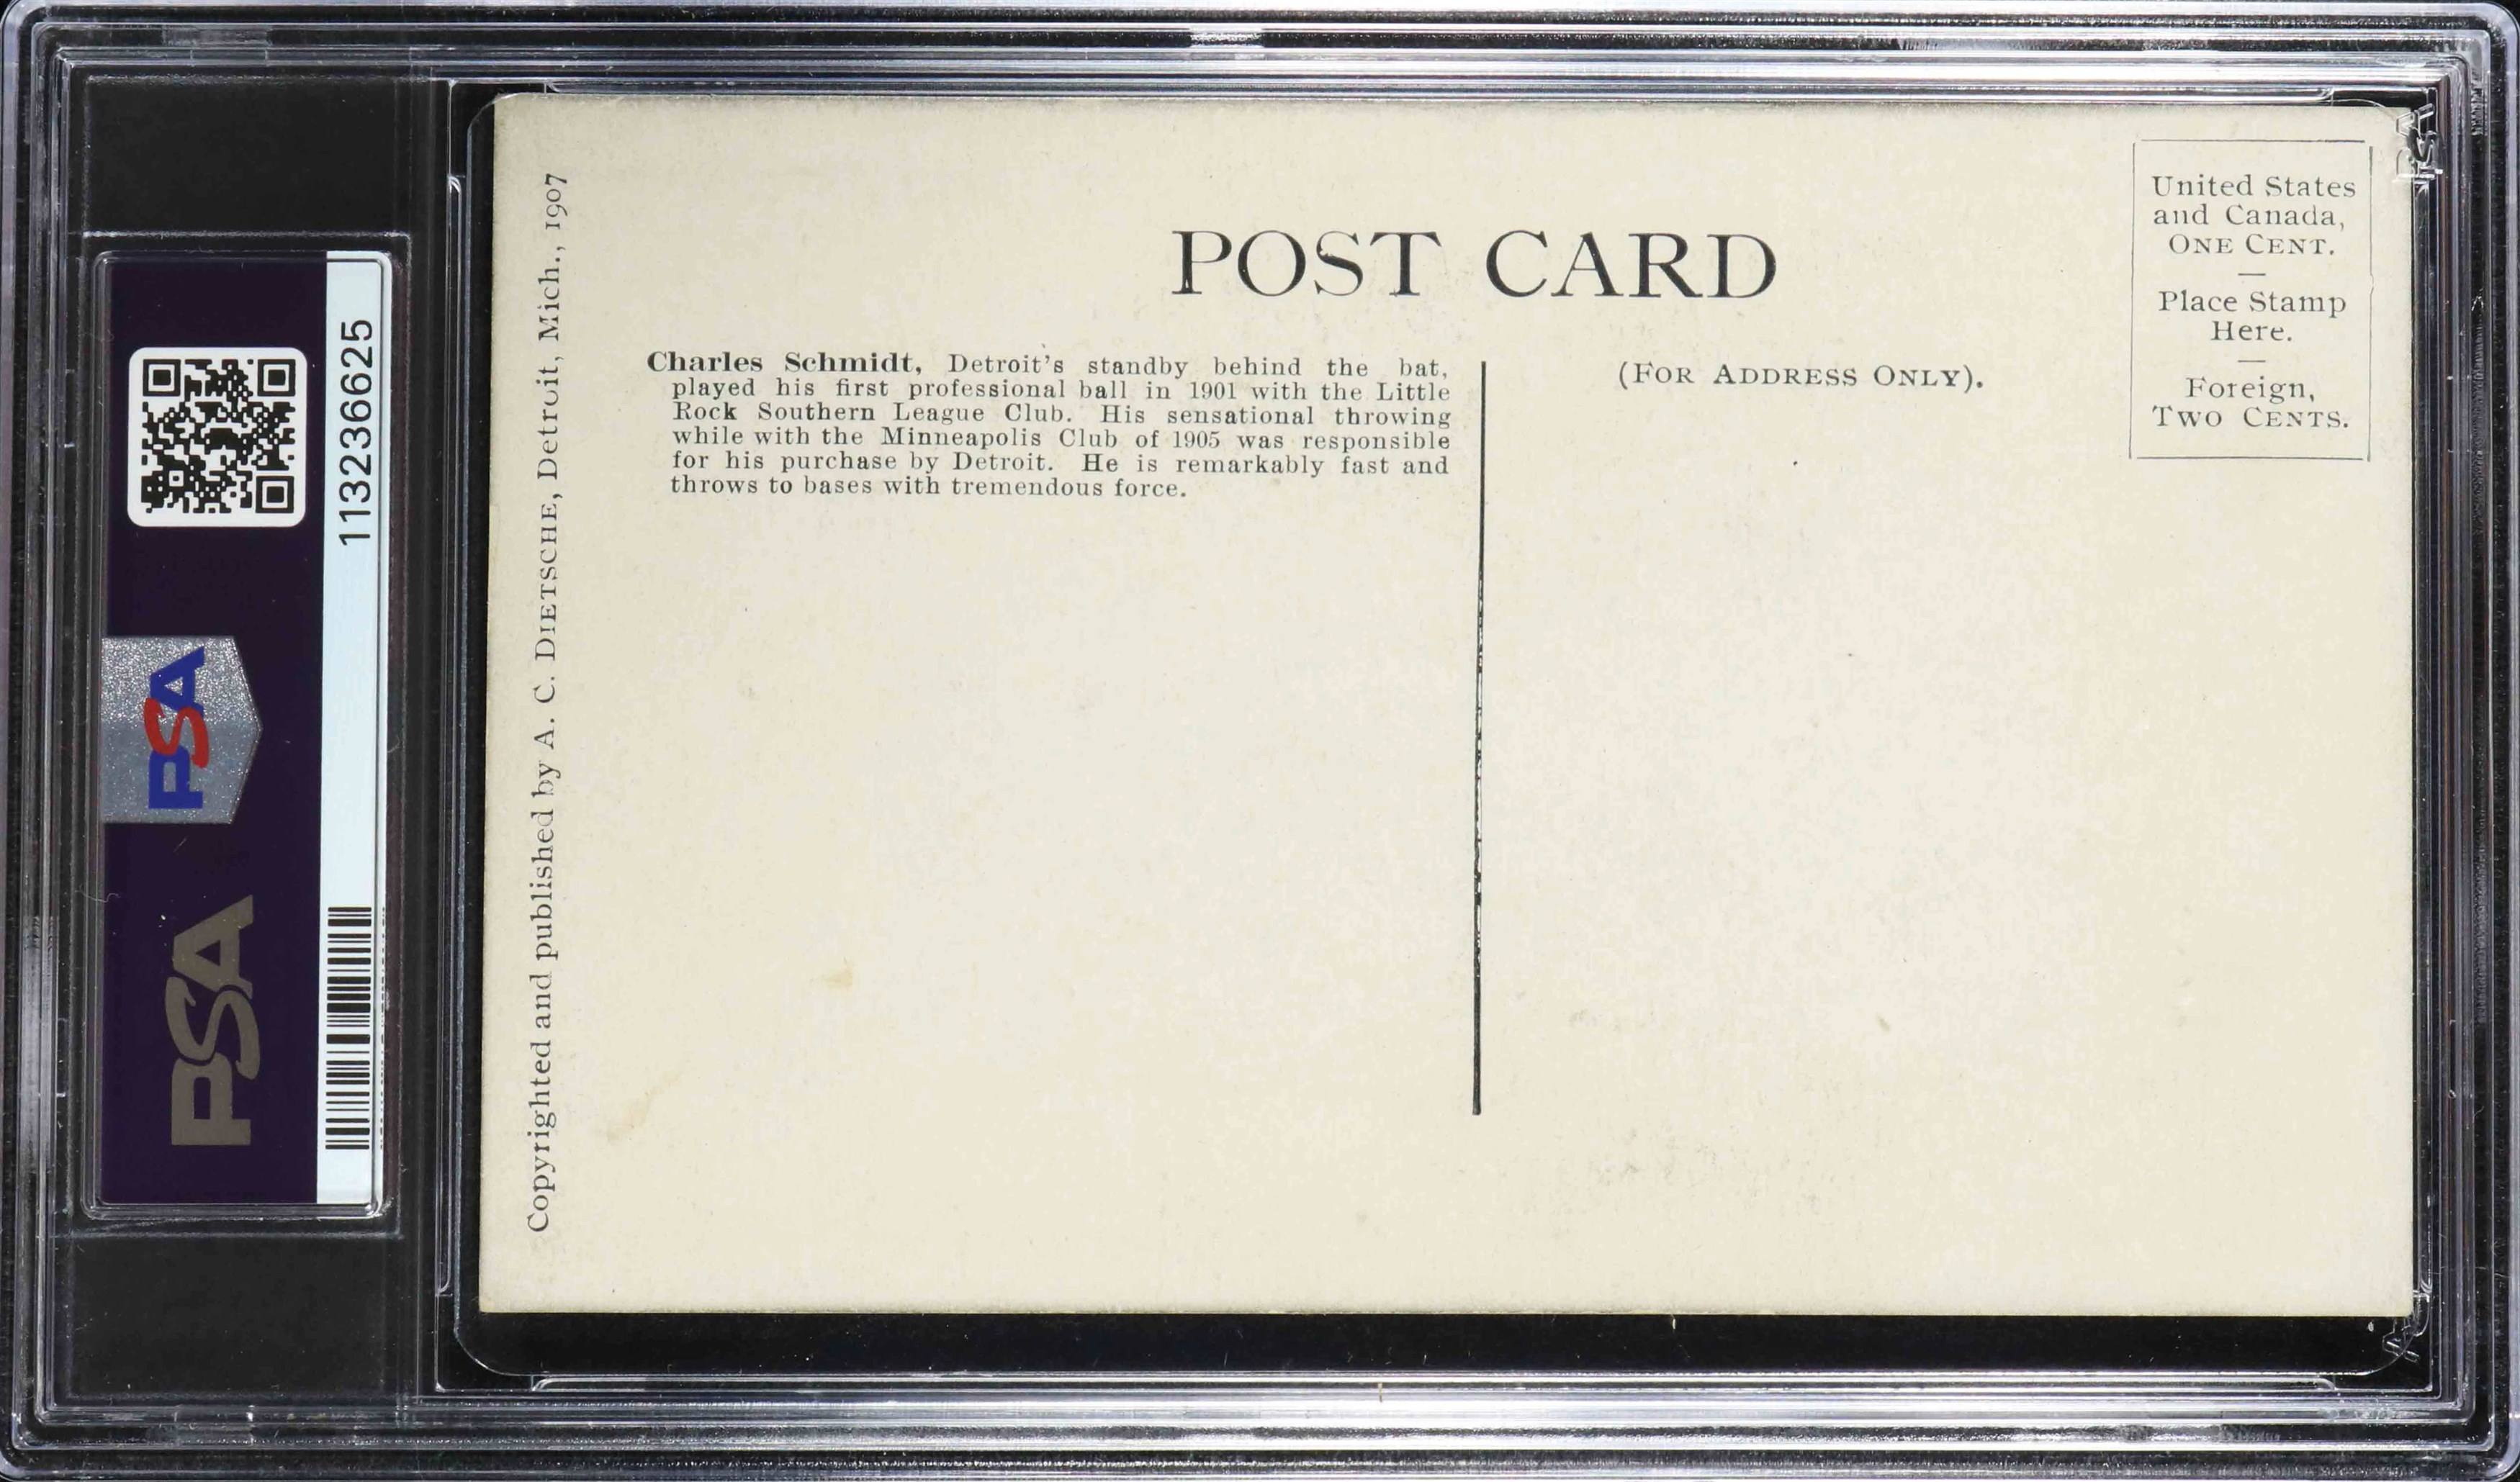 113236625
PSA
PSA
Copyrighted and published by A. C. DIETSCHE, Detroit, Mich., 1907
POST CARD
Charles Schmidt, Detroit's standby behind the bat,
played his first professional ball in 1901 with the Little
Rock Southern League Club. His sensational throwing
while with the Minneapolis Club of 1905 was responsible
for his purchase by Detroit. He is remarkably fast and
throws to bases with tremendous force.
(FOR ADDRESS ONLY).
United States
and Canada,
ONE CENT.
Place Stamp
Here.
Foreign,
TWO CENTS.
PSA